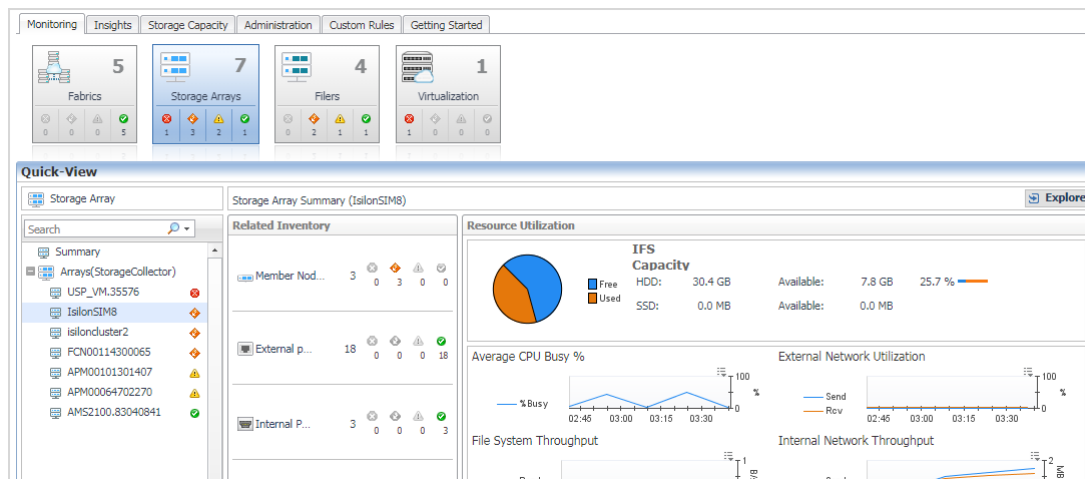 Monitoring Insights Storage Capacity Administration Custom Rules Getting Started
5 7 4 1
Fabrics Storage Arrays Filers Virtualization
0 0 0 5 1 3 2 1 0 2 1 1 1 0 0 0
Quick-View
Storage Array
Storage Array Summary (IsilonSIM8)
Explore
Search
Summary
Arrays(StorageCollector)
USP_VM.35576
IsilonSIM8
isiloncluster2
FCN00114300065
APM00101301407
APM00064702270
AMS2100.83040841
Related Inventory
Member Nod... 3 0 3 0 0
External p... 18 0 0 0 18
Internal P... 3 0 0 0 3
Resource Utilization
Free
Used
IFS
Capacity
HDD: 30.4 GB Available: 7.8 GB 25.7 %
SSD: 0.0 MB Available: 0.0 MB
Average CPU Busy %
%Busy
100
%
0
02:45 03:00 03:15 03:30
External Network Utilization
Send
Rcv
100
%
0
02:45 03:00 03:15 03:30
File System Throughput
1
Internal Network Throughput
2
MB